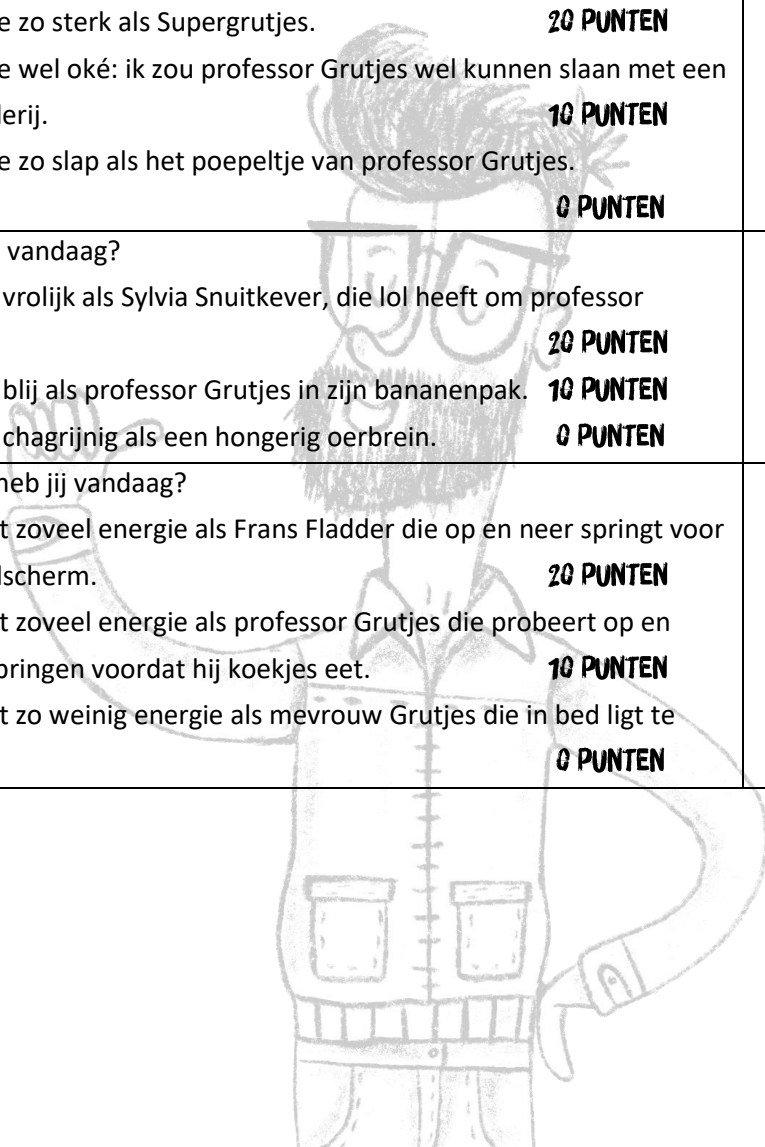 e zo sterk als Supergrutjes. 20 PUNTEN
e wel oké: ik zou professor Grutjes wel kunnen slaan met een
lerij. 10 PUNTEN
e zo slap als het poepeltje van professor Grutjes.
0 PUNTEN
vandaag?
vrolijk als Sylvia Snuitkever, die lol heeft om professor
20 PUNTEN
blij als professor Grutjes in zijn bananenpak. 10 PUNTEN
chagrijnig als een hongerig oerbrein. 0 PUNTEN
heb jij vandaag?
t zoveel energie als Frans Fladder die op en neer springt voor
lscherm. 20 PUNTEN
t zoveel energie als professor Grutjes die probeert op en
pringen voordat hij koekjes eet. 10 PUNTEN
t zo weinig energie als mevrouw Grutjes die in bed ligt te
0 PUNTEN